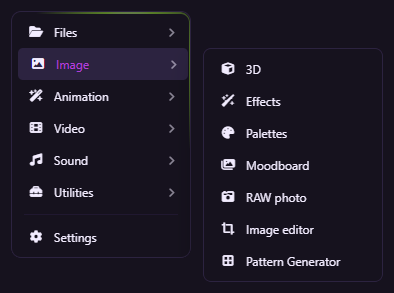 Files
Image
Animation
Video
Sound
Utilities
Settings
3D
Effects
Palettes
Moodboard
RAW photo
Image editor
Pattern Generator